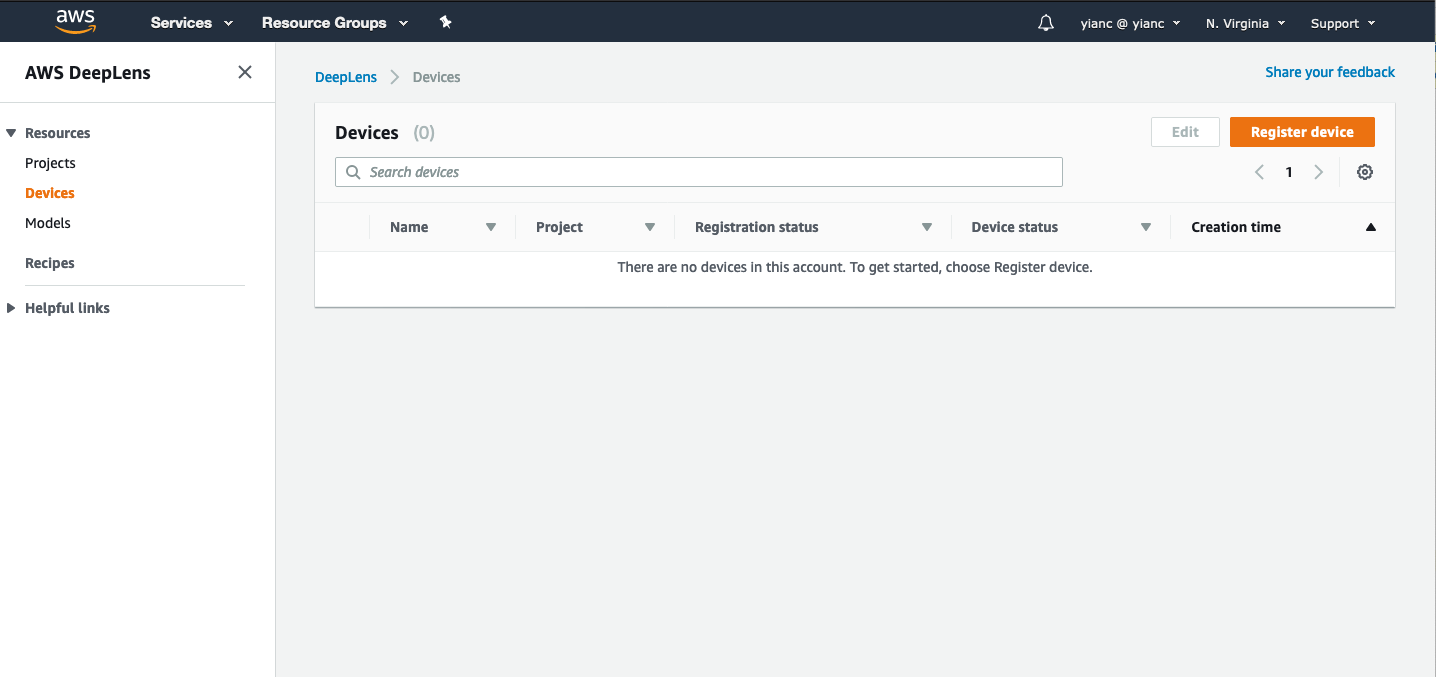 aws Services Resource Groups yianc @ yianc N. Virginia Support
AWS DeepLens
Resources
Projects
Devices
Models
Recipes
Helpful links
DeepLens Devices
Share your feedback
Devices (0) Edit Register device
Search devices 1
Name Project Registration status Device status Creation time
There are no devices in this account. To get started, choose Register device.